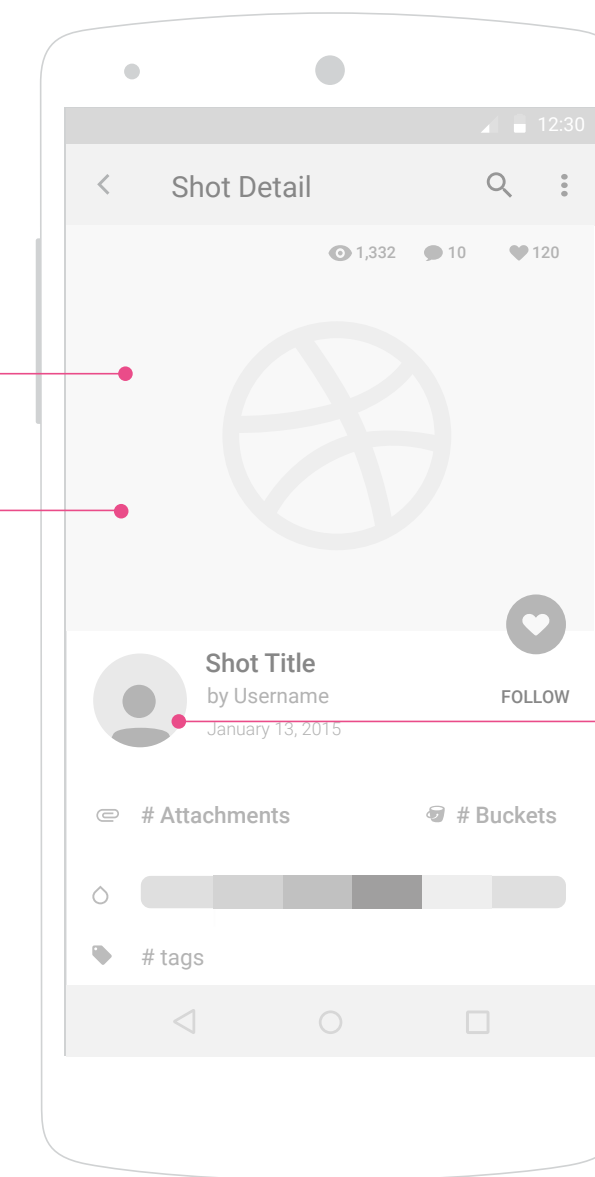 12:30
Shot Detail
1,332 10 120
Shot Title
by Username
FOLLOW
January 13, 2015
# Attachments # Buckets
# tags